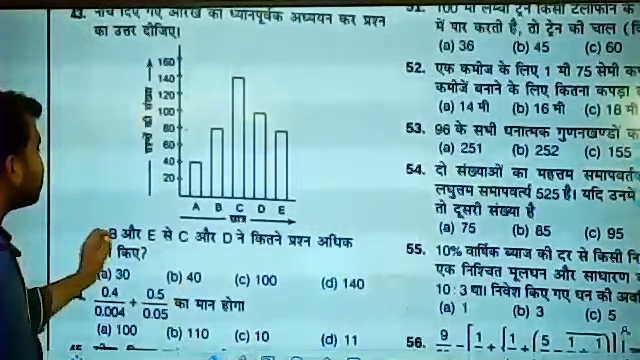 43. नीचे दिए गए आरेख का ध्यानपूर्वक अध्ययन कर प्रश्न
का उत्तर दीजिए।
160
140
120
100
80
60
40
20
प्रश्नों की संख्या
A B C D E
छात्र
B और E से C और D ने कितने प्रश्न अधिक
किए?
(a) 30 (b) 40 (c) 100 (d) 140
0.4/0.004 + 0.5/0.05 का मान होगा
(a) 100 (b) 110 (c) 10 (d) 11
51. 100 मी लम्बी ट्रेन किसी टेलीफोन के
में पार करती है, तो ट्रेन की चाल
(a) 36 (b) 45 (c) 60
52. एक कमीज के लिए 1 मी 75 सेमी
कमीजें बनाने के लिए कितना कपड़ा
(a) 14 मी (b) 16 मी (c) 18 मी
53. 96 के सभी धनात्मक गुणनखण्डों
(a) 251 (b) 252 (c) 155
54. दो संख्याओं का महत्तम समापवर्त
लघुत्तम समापवर्त्य 525 है। यदि उनमें
तो दूसरी संख्या है
(a) 75 (b) 85 (c) 95
55. 10% वार्षिक ब्याज की दर से किसी
एक निश्चित मूलधन और साधारण
10 : 3 था। निवेश किए गए धन की
(a) 1 (b) 3 (c) 5
56.